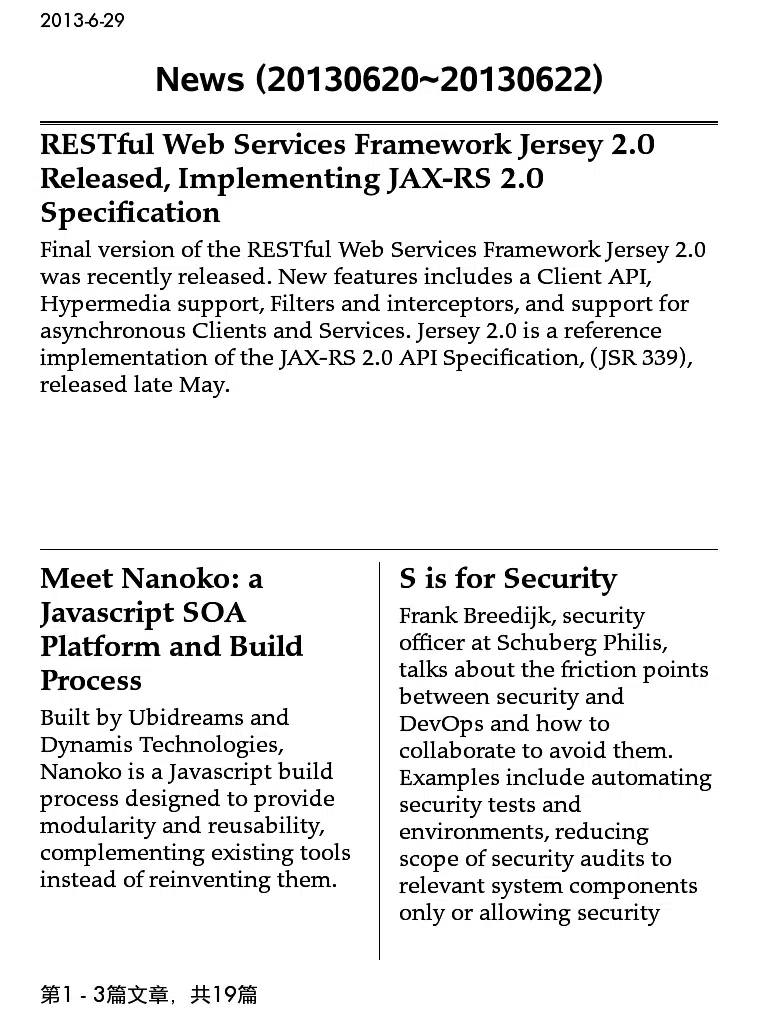 2013-6-29
News (20130620~20130622)
RESTful Web Services Framework Jersey 2.0
Released, Implementing JAX-RS 2.0
Specification
Final version of the RESTful Web Services Framework Jersey 2.0
was recently released. New features includes a Client API,
Hypermedia support, Filters and interceptors, and support for
asynchronous Clients and Services. Jersey 2.0 is a reference
implementation of the JAX-RS 2.0 API Specification, (JSR 339),
released late May.
Meet Nanoko: a
Javascript SOA
Platform and Build
Process
Built by Ubidreams and
Dynamis Technologies,
Nanoko is a Javascript build
process designed to provide
modularity and reusability,
complementing existing tools
instead of reinventing them.
S is for Security
Frank Breedijk, security
officer at Schuberg Philis,
talks about the friction points
between security and
DevOps and how to
collaborate to avoid them.
Examples include automating
security tests and
environments, reducing
scope of security audits to
relevant system components
only or allowing security
第1 - 3篇文章，共19篇